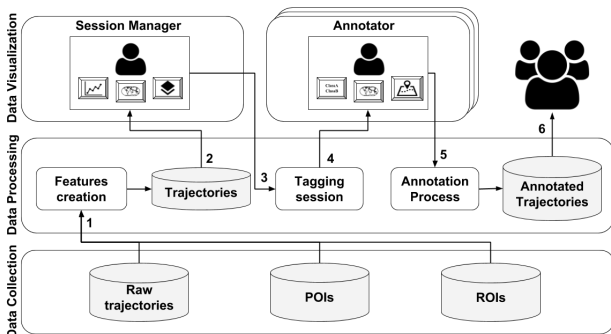 Data Visualization
Session Manager
Annotator
ClassA
ClassB
Data Processing
Features
creation
Trajectories
Tagging
session
Annotation
Process
Annotated
Trajectories
1
2
3
4
5
6
Data Collection
Raw
trajectories
POIs
ROIs